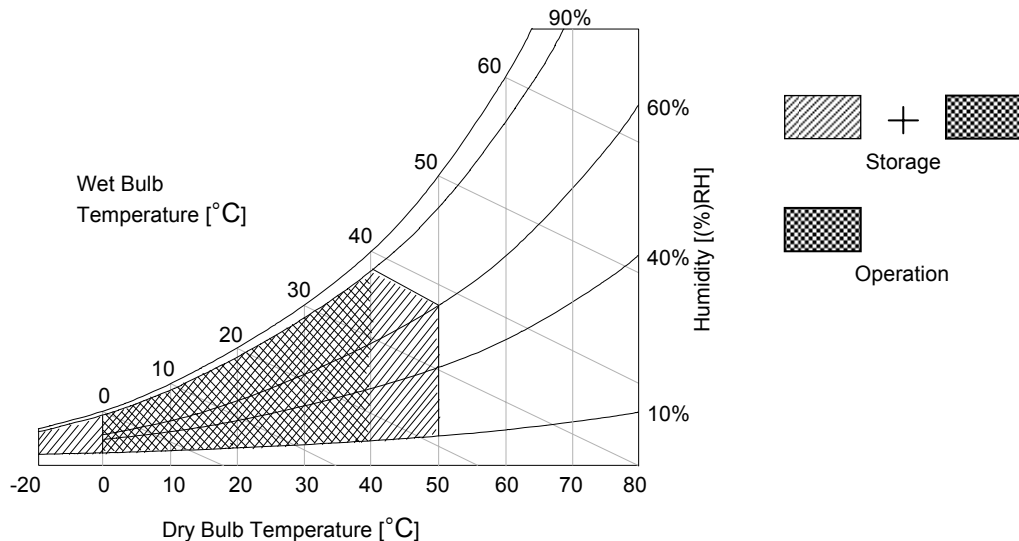 90%
60
60%
50
Wet Bulb
Temperature [°C]
40
40%
30
20
10
0
10%
Humidity [(%)RH]
-20 0 10 20 30 40 50 60 70 80
Dry Bulb Temperature [°C]
+
Storage
Operation